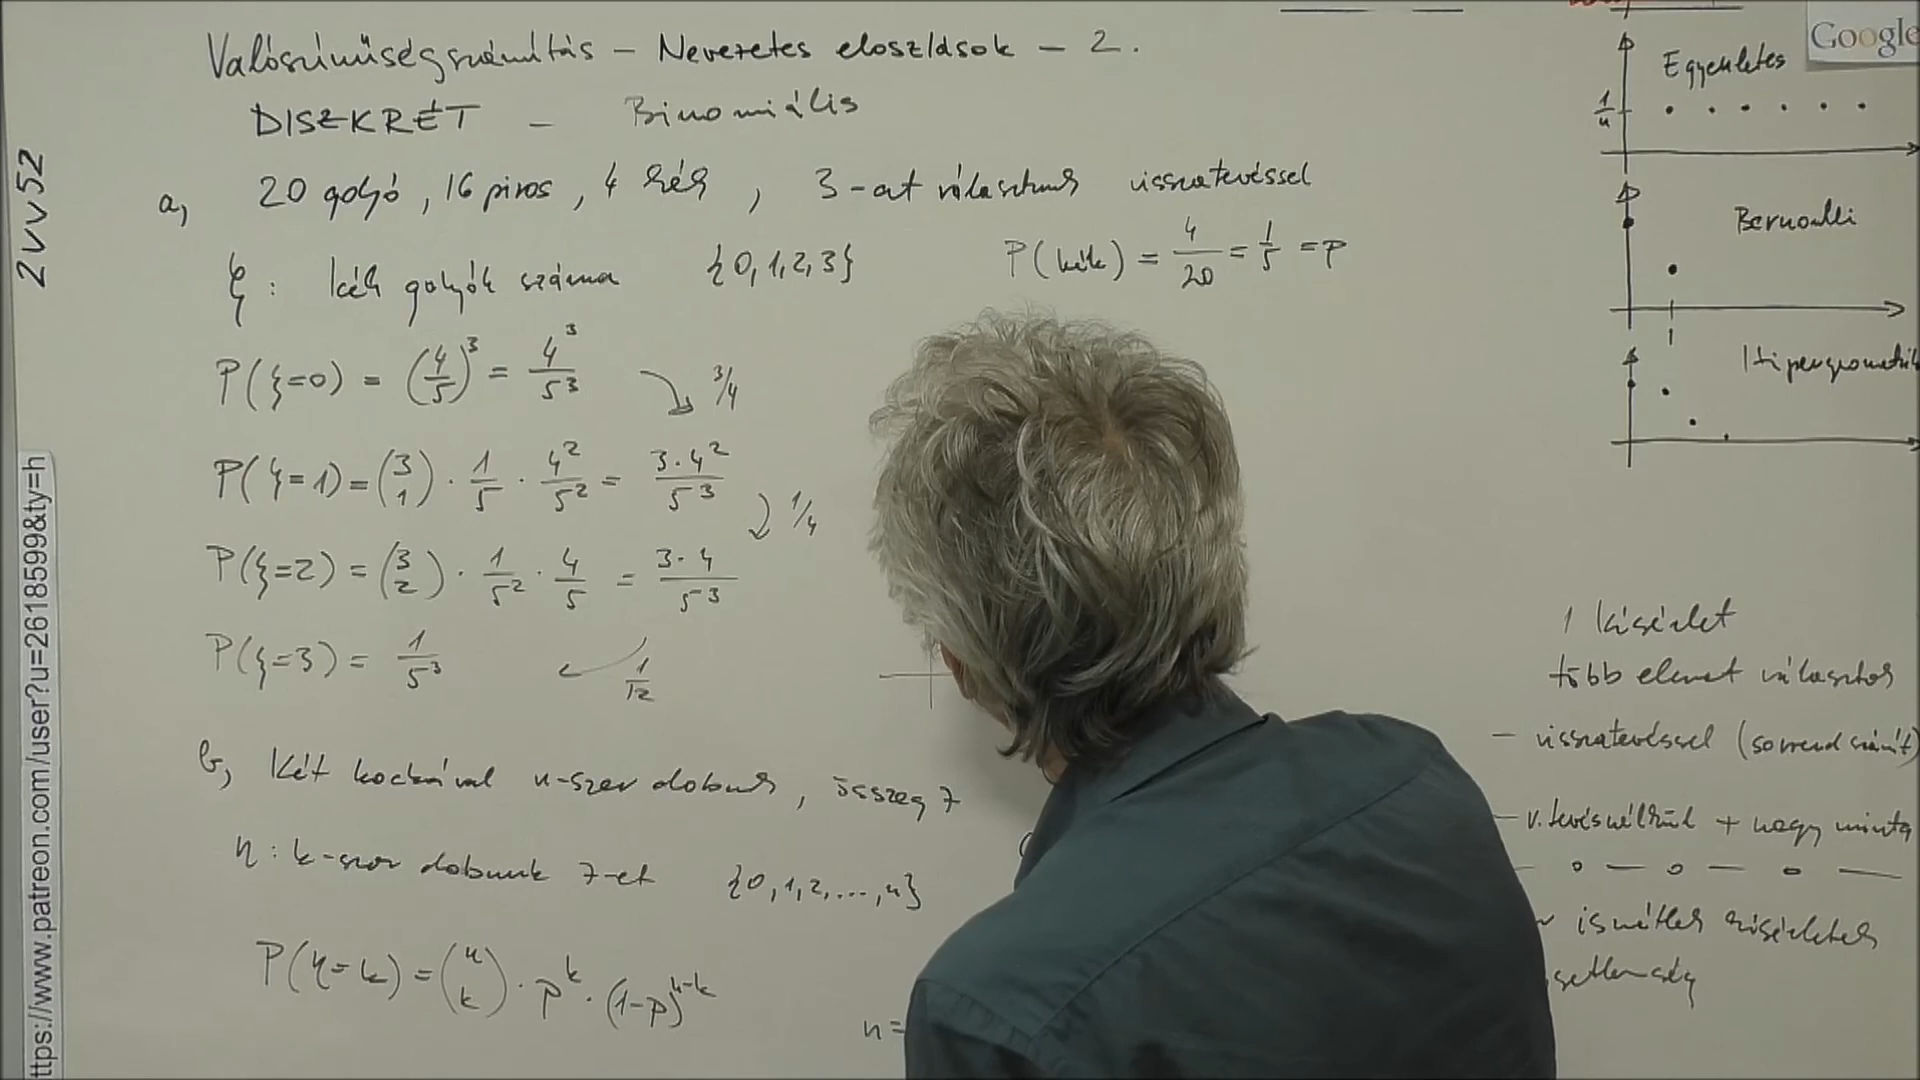 Valószínűségszámítás – Nevezetes eloszlások – 2.
DISZKRÉT – Binomiális
a, 20 golyó, 16 piros, 4 kék, 3-at választunk visszatevéssel
ξ: kék golyók száma {0,1,2,3} P(kék) = 4/20 = 1/5 = p
P(ξ=0) = (4/5)^3 = 4^3/5^3 3/4
P(ξ=1) = (3 1) · 1/5 · 4^2/5^2 = 3·4^2/5^3 1/4
P(ξ=2) = (3 2) · 1/5^2 · 4/5 = 3·4/5^3
P(ξ=3) = 1/5^3 1/12
b, Két kockával n-szer dobunk, összeg 7
η: k-szor dobunk 7-et {0,1,2,...,n}
P(η=k) = (n k) · p^k · (1-p)^n-k
n=
Egyenletes
1/n
Bernoulli
1
Hipergeometrik
1 kísérlet
több elemet választok
– visszatevéssel (sorrend számít)
– v.tevés nélkül + nagy minta
ismételt kísérletek
Google
2vv52
ttps://www.patreon.com/user?u=2618599&ty=h